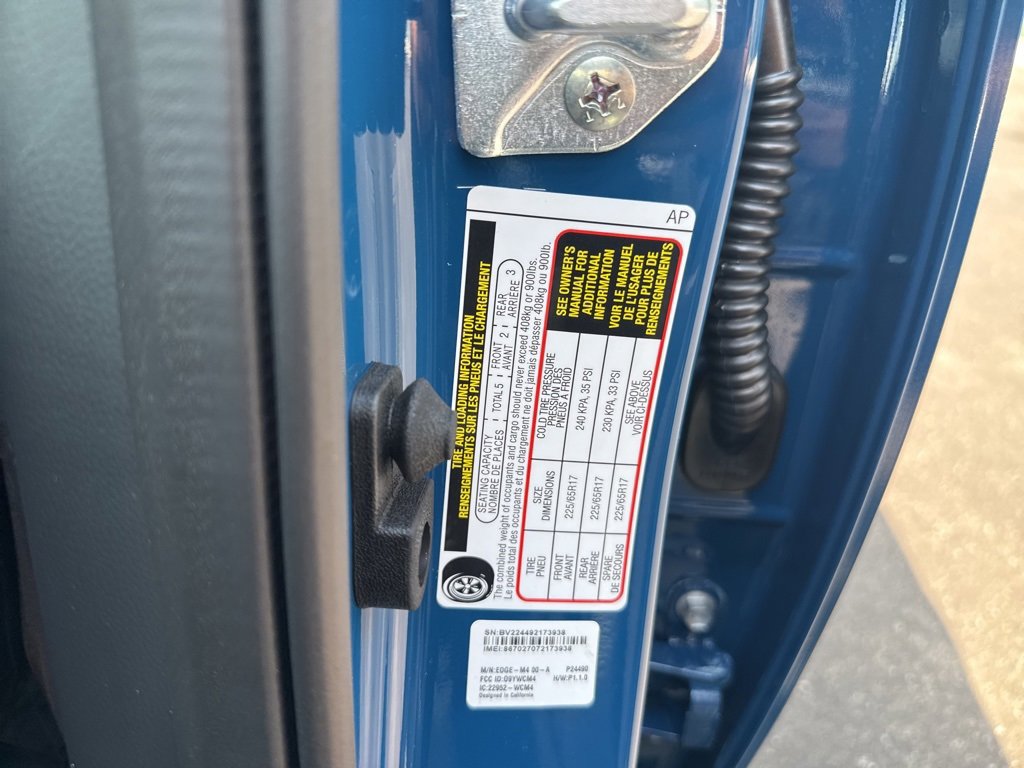 AP
TIRE AND LOADING INFORMATION
RENSEIGNEMENTS SUR LES PNEUS ET LE CHARGEMENT
SEATING CAPACITY TOTAL 5 FRONT 2 REAR 3
NOMBRE DE PLACES AVANT ARRIÈRE
The combined weight of occupants and cargo should never exceed 408kg or 900lbs.
Le poids total des occupants et du chargement ne doit jamais dépasser 408kg ou 900lb.
TIRE SIZE COLD TIRE PRESSURE
PNEU DIMENSIONS PRESSION DES
PNEUS A FROID
FRONT 225/65R17 240 KPA, 35 PSI
AVANT
REAR 225/65R17 230 KPA, 33 PSI
ARRIÈRE
SPARE 225/65R17 SEE ABOVE
DE SECOURS VOIR CI-DESSUS
SEE OWNER'S
MANUAL FOR
ADDITIONAL
INFORMATION
VOIR LE MANUEL
DE L'USAGER
POUR PLUS DE
RENSEIGNEMENTS
SN:BV224492173938
IMEI: 867027072173938
M/N: EDGE-M4 00-A P24490
FCC ID: O9YWCM4 H/W:P1.1.0
IC:22952-WCM4
Designed in California